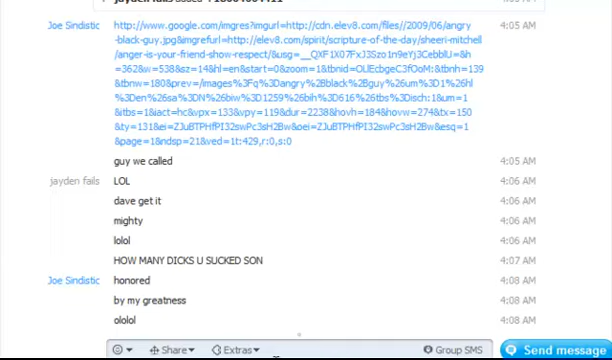 Joe Sindistic http://www.google.com/imgres?imgurl=http://cdn.elev8.com/files//2009/06/angry 4:05 AM
-black-guy.jpg&imgrefurl=http://elev8.com/spirit/scripture-of-the-day/sheeri-mitchell
/anger-is-your-friend-show-respect/&usg=__QXF1X07FxJ3Szo1n9eYj3CebblU=&h
=362&w=538&sz=14&hl=en&start=0&zoom=1&tbnid=OLlEcbgeC3fOoM:&tbnh=139
&tbnw=180&prev=/images%3Fq%3Dangry%2Bblack%2Bguy%26um%3D1%26hl
%3Den%26sa%3DN%26biw%3D1259%26bih%3D616%26tbs%3Disch:1&um=1
&itbs=1&iact=hc&vpx=133&vpy=119&dur=2238&hovh=184&hovw=274&tx=150
&ty=131&ei=ZJuBTPHfPI32swPc3sH2Bw&oei=ZJuBTPHfPI32swPc3sH2Bw&esq=1
&page=1&ndsp=21&ved=1t:429,r:0,s:0
guy we called 4:05 AM
jayden fails LOL 4:06 AM
dave get it 4:06 AM
mighty 4:06 AM
lolol 4:06 AM
HOW MANY DICKS U SUCKED SON 4:07 AM
Joe Sindistic honored 4:08 AM
by my greatness 4:08 AM
ololol 4:08 AM
Share Extras Group SMS Send message